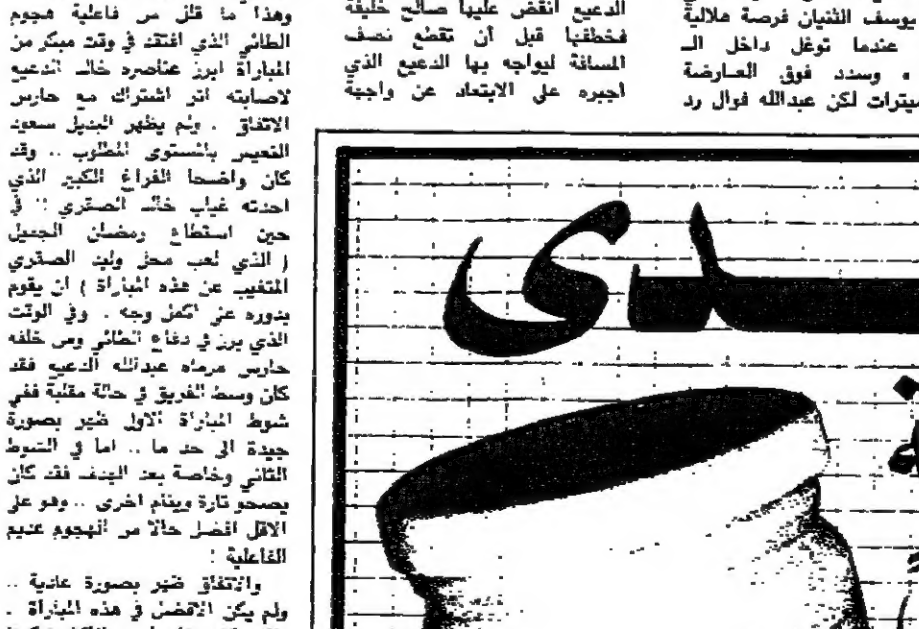 يوسف الثنيان فرصة هلالية
عندما توغل داخل الـ
وسدد فوق العارضة
ميترات لكن عبدالله فوال رد
الدعيع انقض عليها صالح خليفة
فخطفها قبل أن تقطع نصف
المسافة ليواجه بها الدعيع الذي
اجبره على الابتعاد عن واجهة
وهذا ما قلل من فاعلية هجوم
الطائي الذي افتقد في وقت مبكر من
المباراة ابرز عناصره خالد الدعيع
لاصابته اثر اشتراك مع حارس
الاتفاق . ولم يظهر البديل سعود
التعيس بالمستوى المطلوب .. وقد
كان واضحا الفراغ الكبير الذي
احدثه غياب خالد الصقري !! في
حين استطاع رمضان الجميل
( الذي لعب محل وليد الصقري
المتغيب عن هذه المباراة ) ان يقوم
بدوره على اكمل وجه . وفي الوقت
الذي برز في دفاع الطائي ومن خلفه
حارس مرماه عبدالله الدعيع فقد
كان وسط الفريق في حالة مقلبة ففي
شوط المباراة الاول ظهر بصورة
جيدة الى حد ما .. اما في الشوط
الثاني وخاصة بعد الهدف فقد كان
يصحو تارة وينام اخرى .. وهو على
الاقل افضل حالا من الهجوم عديم
الفاعلية !
والاتفاق ظهر بصورة عادية ..
ولم يكن الافضل في هذه المباراة .
ـدى